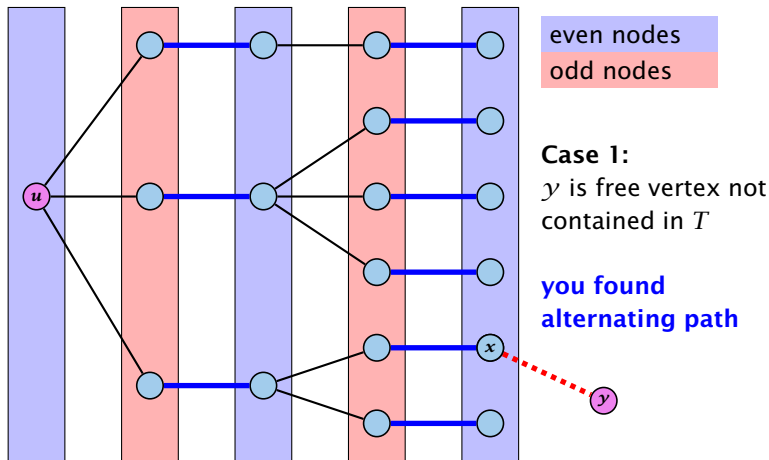 even nodes
odd nodes
Case 1:
y is free vertex not
contained in T
you found
alternating path
u
x
y